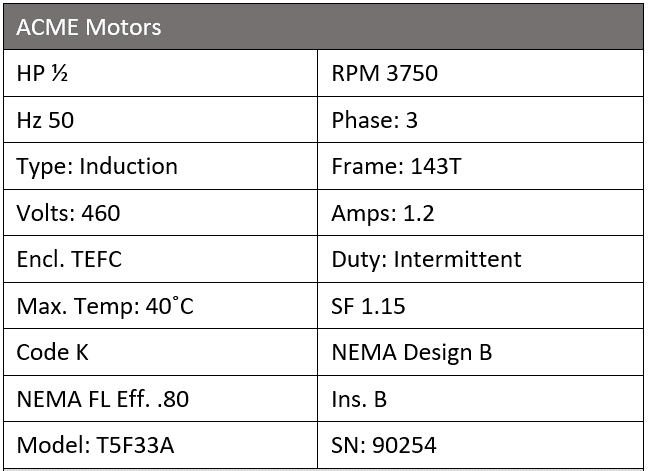 ACME Motors
HP ½
RPM 3750
Hz 50
Phase: 3
Type: Induction
Frame: 143T
Volts: 460
Amps: 1.2
Encl. TEFC
Duty: Intermittent
Max. Temp: 40˚C
SF 1.15
Code K
NEMA Design B
NEMA FL Eff. .80
Ins. B
Model: T5F33A
SN: 90254